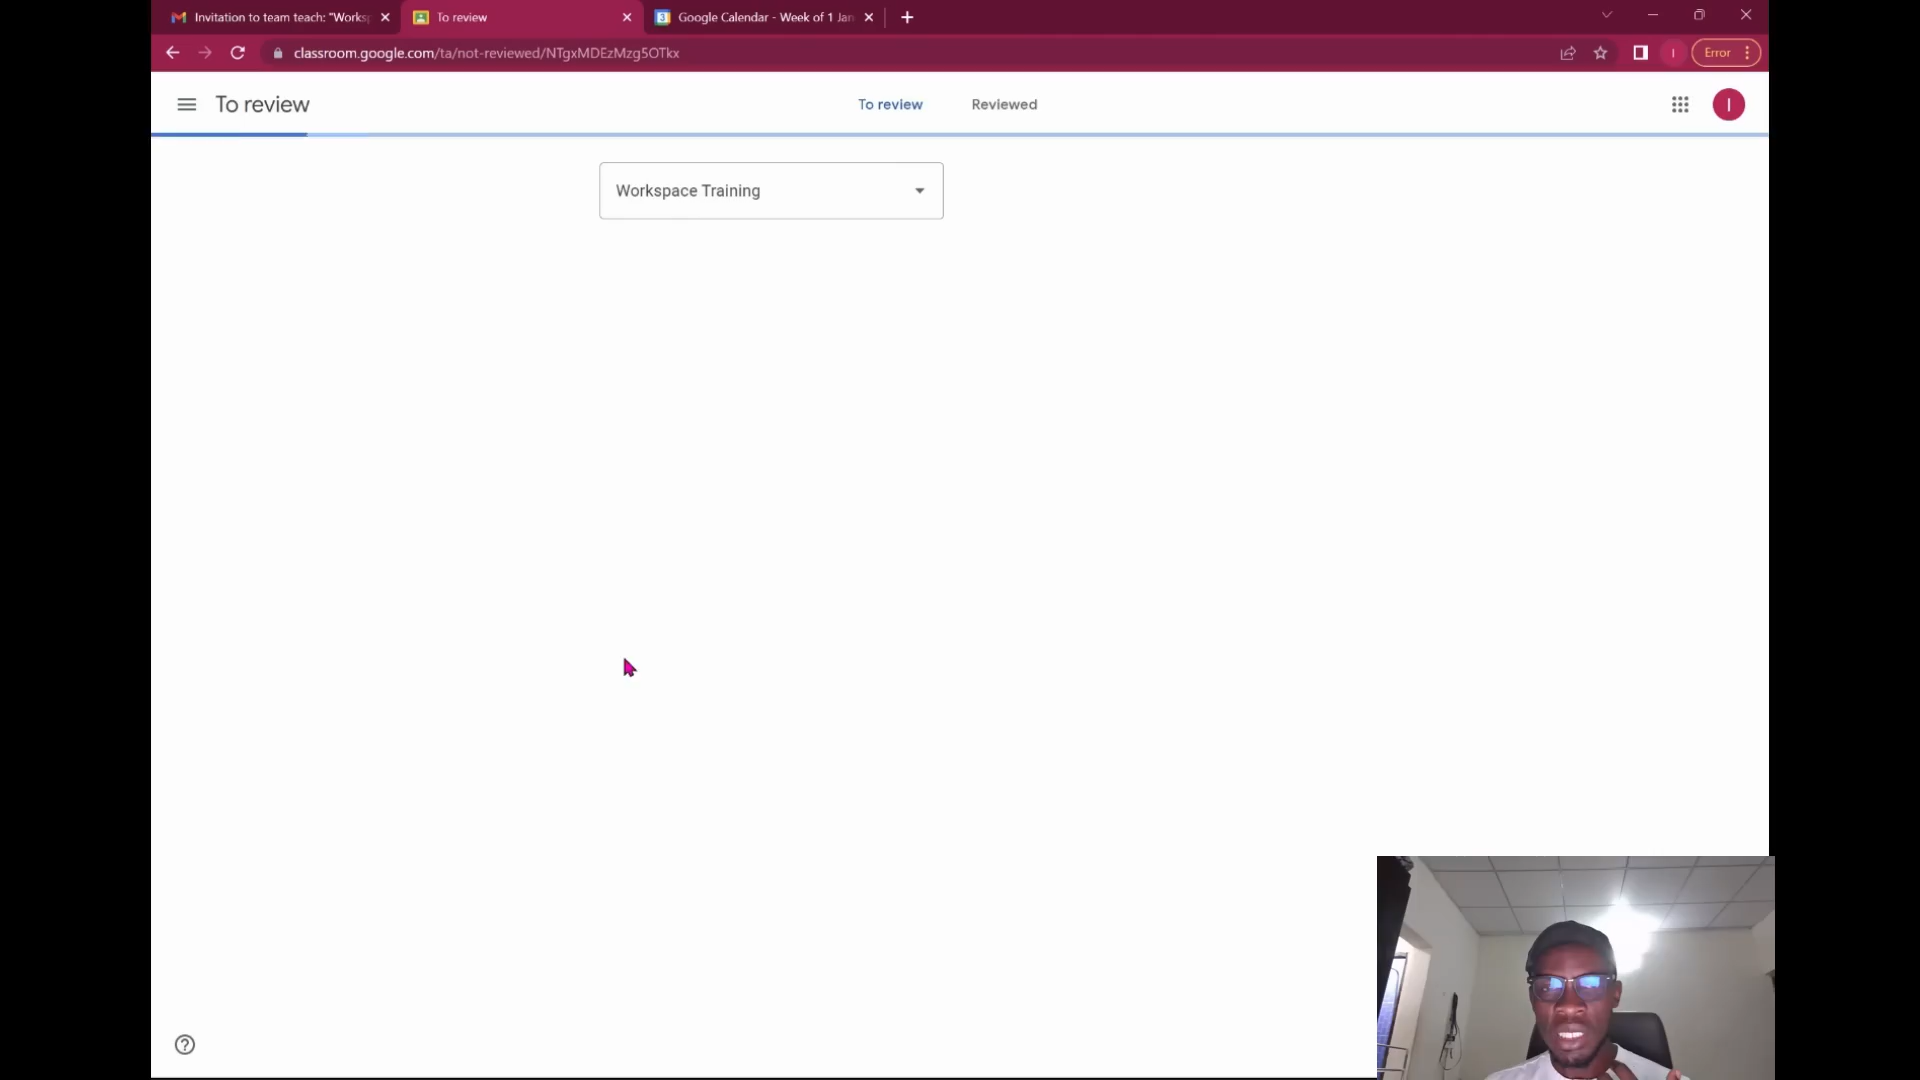 Invitation to team teach: "Works
To review
Google Calendar - Week of 1 Jan
classroom.google.com/ta/not-reviewed/NTgxMDEzMzg5OTkx
I
Error
To review
To review
Reviewed
I
Workspace Training